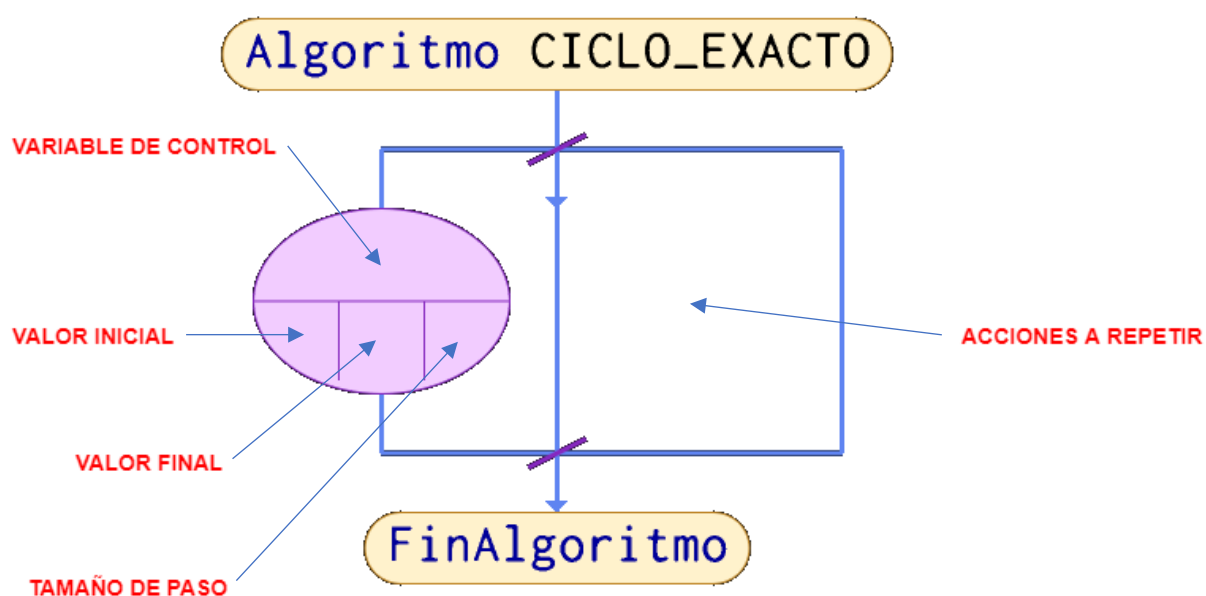 Algoritmo CICLO_EXACTO
VARIABLE DE CONTROL
VALOR INICIAL
ACCIONES A REPETIR
VALOR FINAL
FinAlgoritmo
TAMAÑO DE PASO